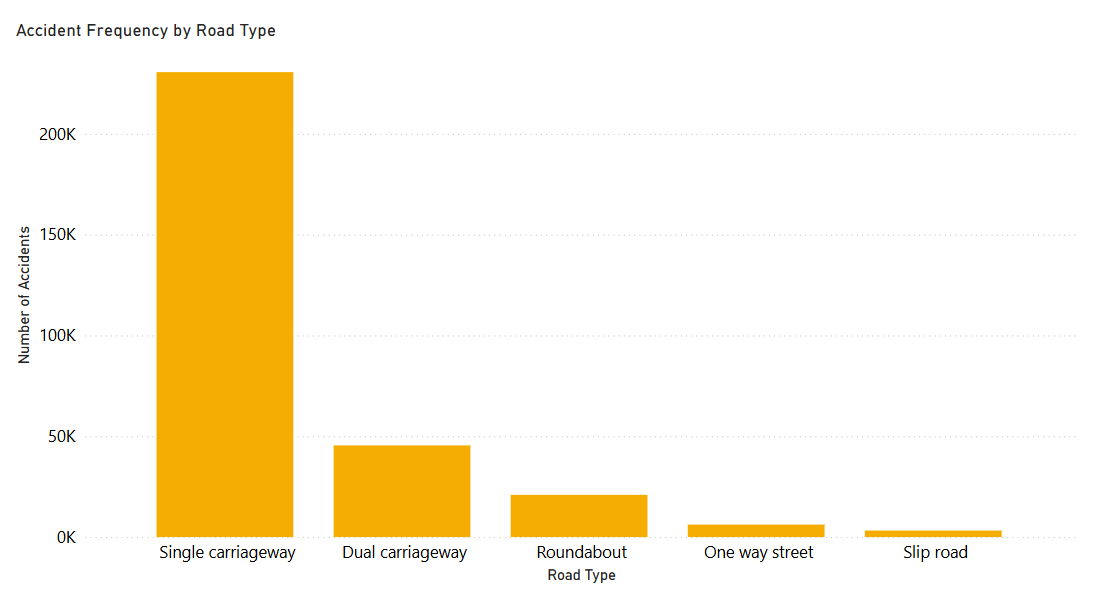 Accident Frequency by Road Type
Number of Accidents
200K
150K
100K
50K
0K
Single carriageway
Dual carriageway
Roundabout
One way street
Slip road
Road Type